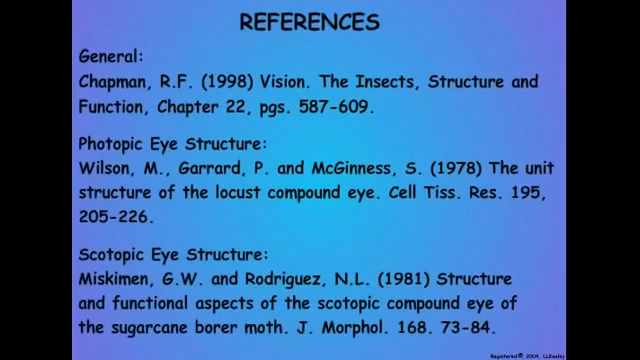 REFERENCES
General:
Chapman, R.F. (1998) Vision. The Insects, Structure and
Function, Chapter 22, pgs. 587-609.
Photopic Eye Structure:
Wilson, M., Garrard, P. and McGinness, S. (1978) The unit
structure of the locust compound eye. Cell Tiss. Res. 195,
205-226.
Scotopic Eye Structure:
Miskimen, G.W. and Rodriguez, N.L. (1981) Structure
and functional aspects of the scotopic compound eye of
the sugarcane borer moth. J. Morphol. 168. 73-84.
Registered® 2004, LLKeeley